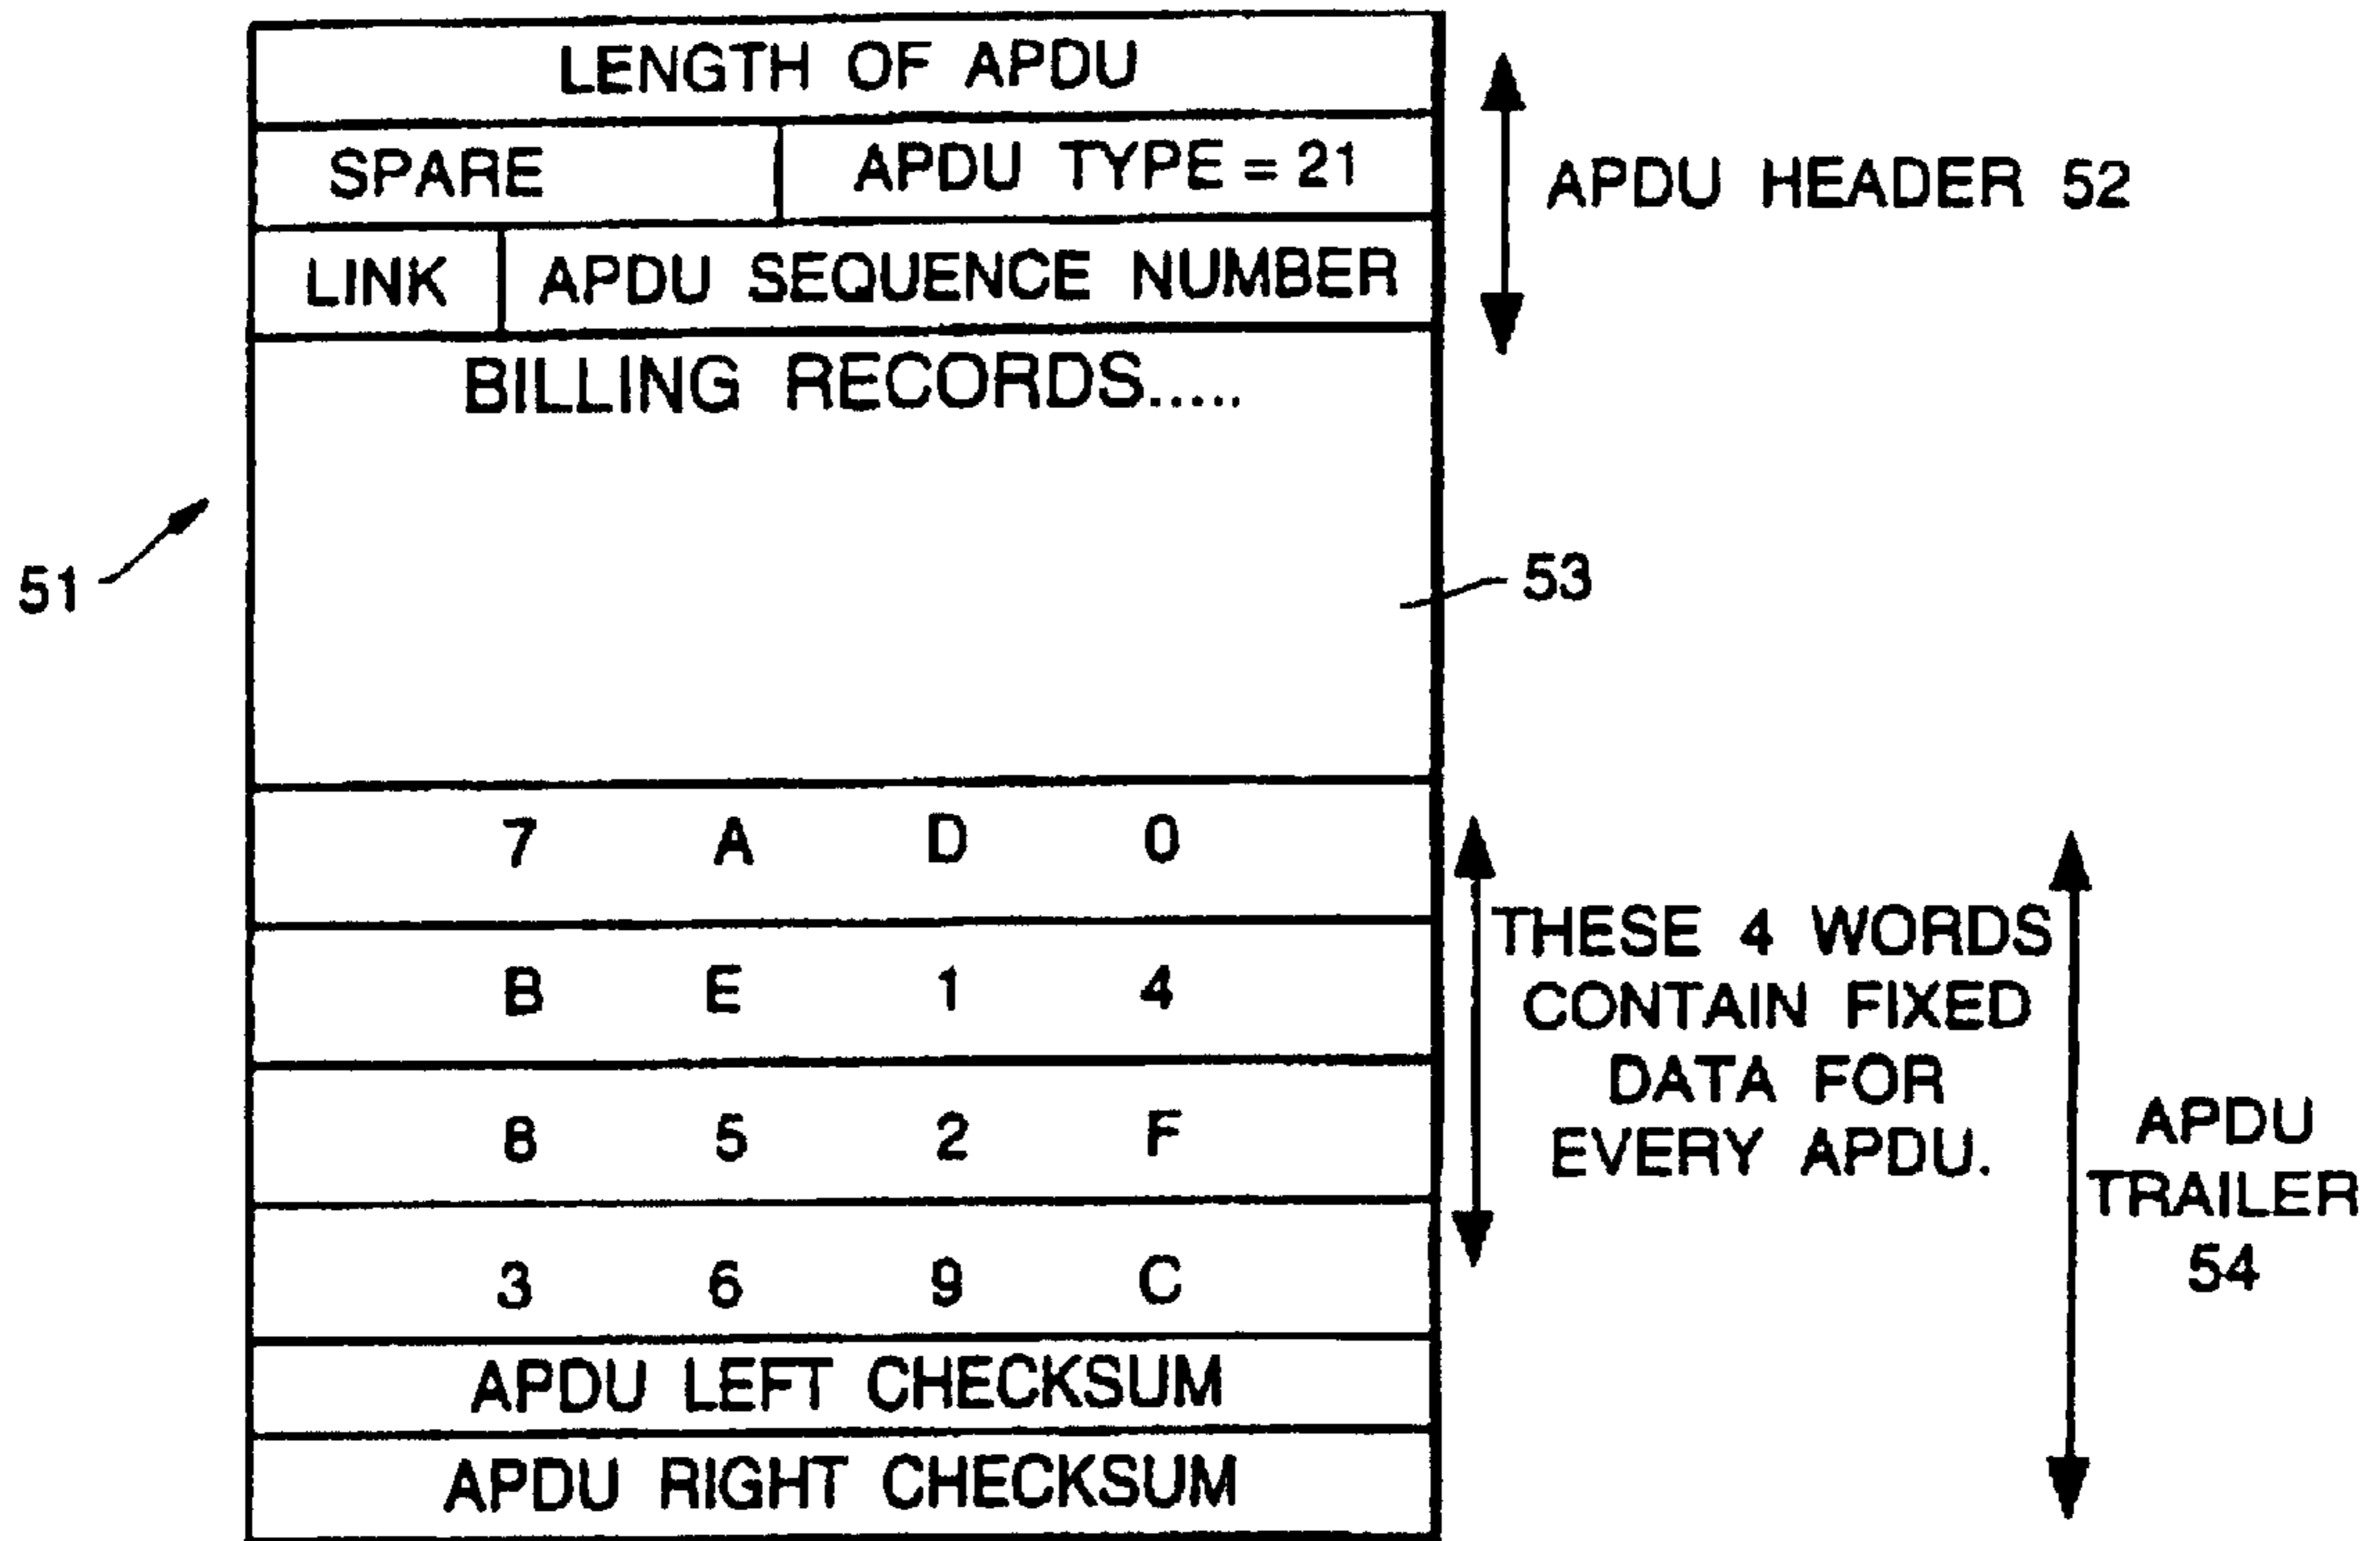 LENGTH OF APDU
SPARE APDU TYPE = 21
LINK APDU SEQUENCE NUMBER
APDU HEADER 52
BILLING RECORDS.....
51
53
7 A D 0
B E 1 4
8 5 2 F
3 6 9 C
THESE 4 WORDS
CONTAIN FIXED
DATA FOR
EVERY APDU.
APDU
TRAILER
54
APDU LEFT CHECKSUM
APDU RIGHT CHECKSUM